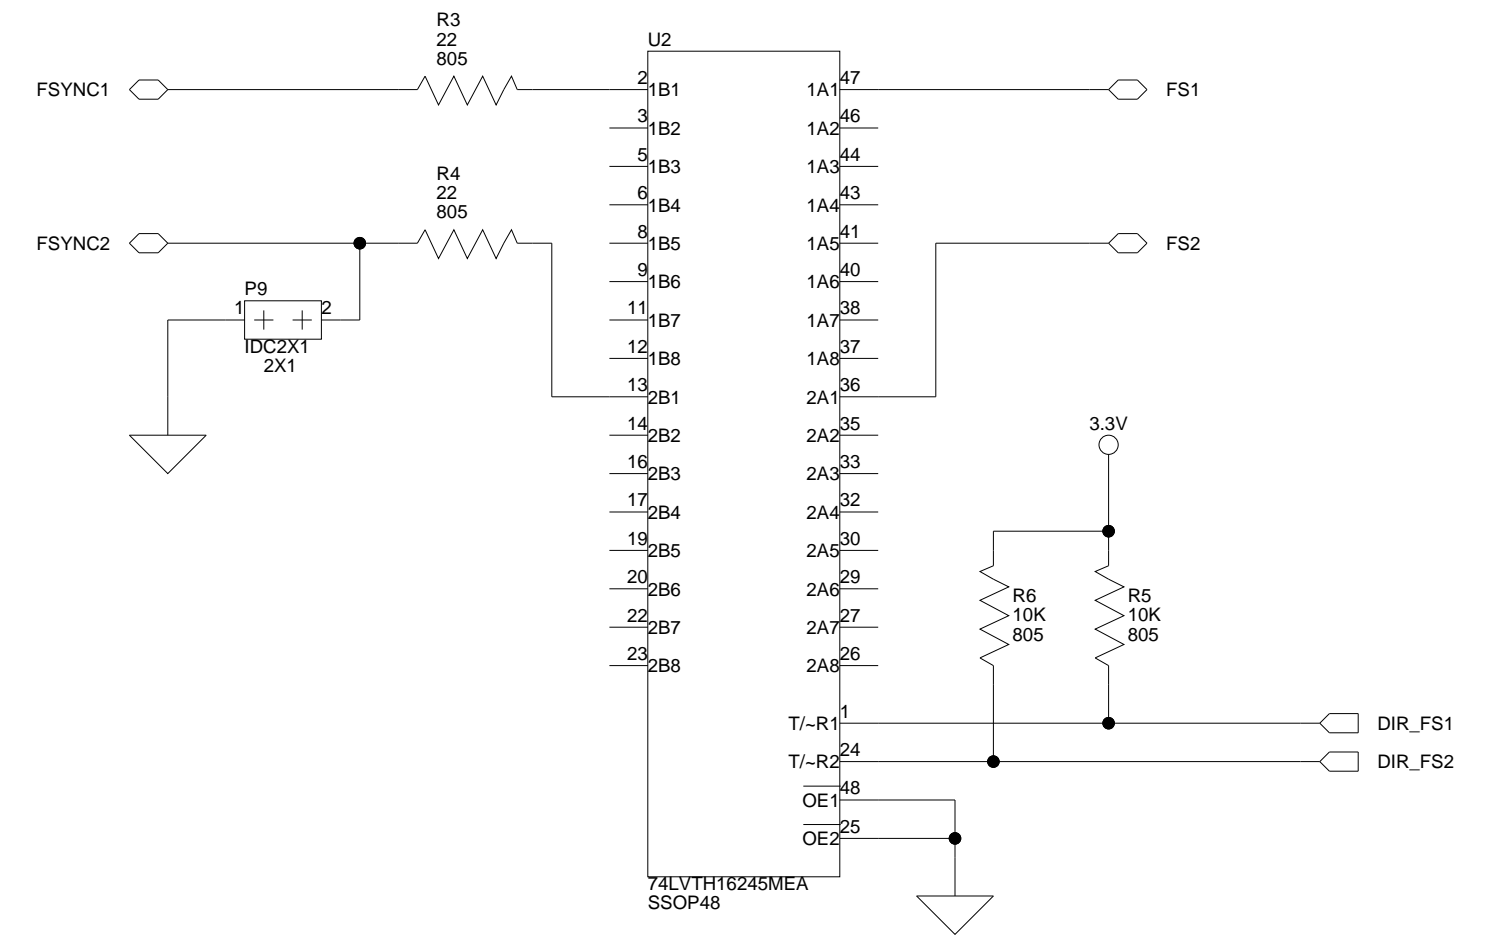 R3
22
805
U2
FSYNC1
2
1B1
1A1
47
FS1
3
1B2
1A2
46
5
1B3
1A3
44
R4
22
805
6
1B4
1A4
43
FSYNC2
8
1B5
1A5
41
FS2
9
1B6
1A6
40
P9
1
2
IDC2X1
2X1
11
1B7
1A7
38
12
1B8
1A8
37
13
2B1
2A1
36
14
2B2
2A2
35
3.3V
16
2B3
2A3
33
17
2B4
2A4
32
19
2B5
2A5
30
20
2B6
2A6
29
R6
10K
805
R5
10K
805
22
2B7
2A7
27
23
2B8
2A8
26
T/~R1
1
DIR_FS1
T/~R2
24
DIR_FS2
OE1
48
OE2
25
74LVTH16245MEA
SSOP48